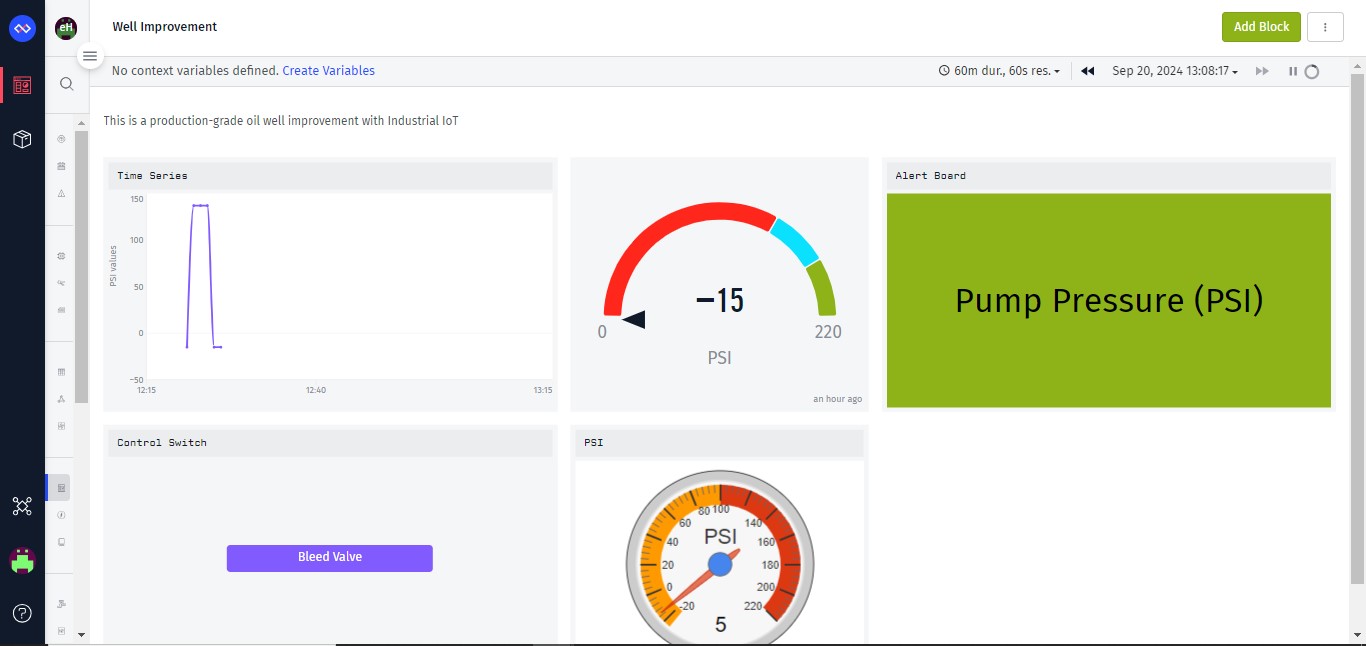 eH
Well Improvement
Add Block
No context variables defined. Create Variables
60m dur., 60s res.
Sep 20, 2024 13:08:17
This is a production-grade oil well improvement with Industrial IoT
Time Series
PSI values
150
100
50
0
−50
12:15
12:40
13:15
−15
0
220
PSI
an hour ago
Alert Board
Pump Pressure (PSI)
Control Switch
Bleed Valve
PSI
PSI
-20
0
20
40
60
80
100
140
160
180
200
220
5